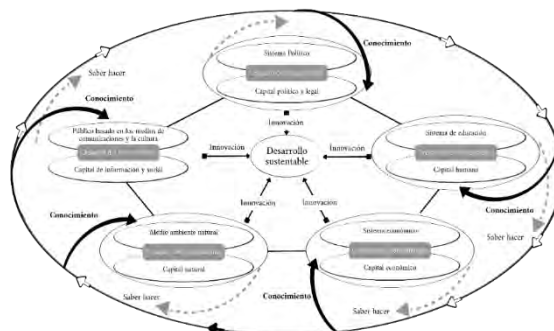 Sistema Político
Capital político y legal
Conocimiento
Saber hacer
Conocimiento
Innovación
Público basado en los medios de
comunicaciones y la cultura
Capital de información y social
Innovación
Desarrollo
sustentable
Innovación
Sistema de educación
Capital humano
Innovación
Innovación
Conocimiento
Conocimiento
Saber hacer
Medio ambiente natural
Capital natural
Sistema económico
Capital económico
Saber hacer
Conocimiento
Saber hacer